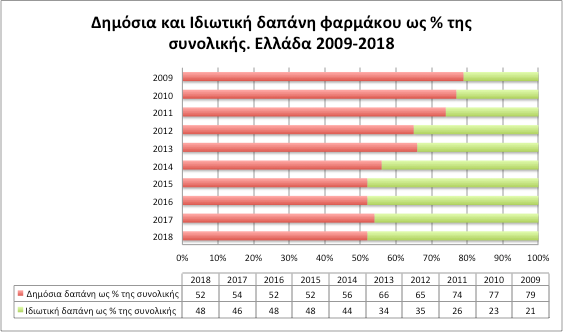 Δημόσια και Ιδιωτική δαπάνη φαρμάκου ως % της
συνολικής. Ελλάδα 2009-2018
2009
2010
2011
2012
2013
2014
2015
2016
2017
2018
0% 10% 20% 30% 40% 50% 60% 70% 80% 90% 100%
2018 2017 2016 2015 2014 2013 2012 2011 2010 2009
Δημόσια δαπάνη ως % της συνολικής 52 54 52 52 56 66 65 74 77 79
Ιδιωτική δαπάνη ως % της συνολικής 48 46 48 48 44 34 35 26 23 21